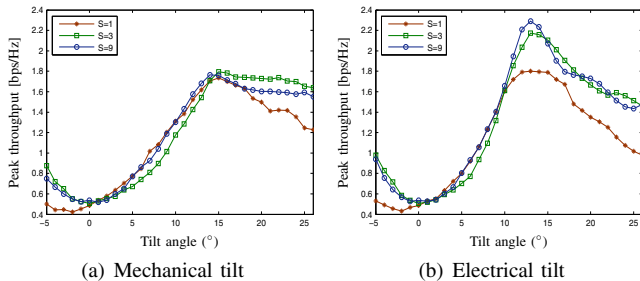 2.4
2.2
2
1.8
1.6
1.4
1.2
1
0.8
0.6
0.4
Peak throughput [bps/Hz]
S=1
S=3
S=9
−5 0 5 10 15 20 25
Tilt angle (°)
(a) Mechanical tilt
2.4
2.2
2
1.8
1.6
1.4
1.2
1
0.8
0.6
0.4
Peak throughput [bps/Hz]
S=1
S=3
S=9
−5 0 5 10 15 20 25
Tilt angle (°)
(b) Electrical tilt